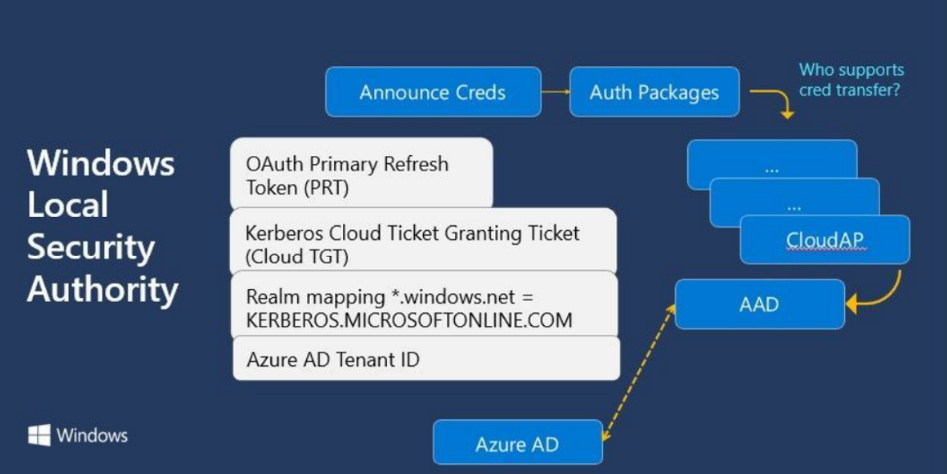 Who supports
cred transfer?
Announce Creds
Auth Packages
Windows
Local
Security
Authority
OAuth Primary Refresh
Token (PRT)
Kerberos Cloud Ticket Granting Ticket
(Cloud TGT)
Realm mapping *.windows.net =
KERBEROS.MICROSOFTONLINE.COM
Azure AD Tenant ID
...
...
CloudAP
AAD
Azure AD
Windows